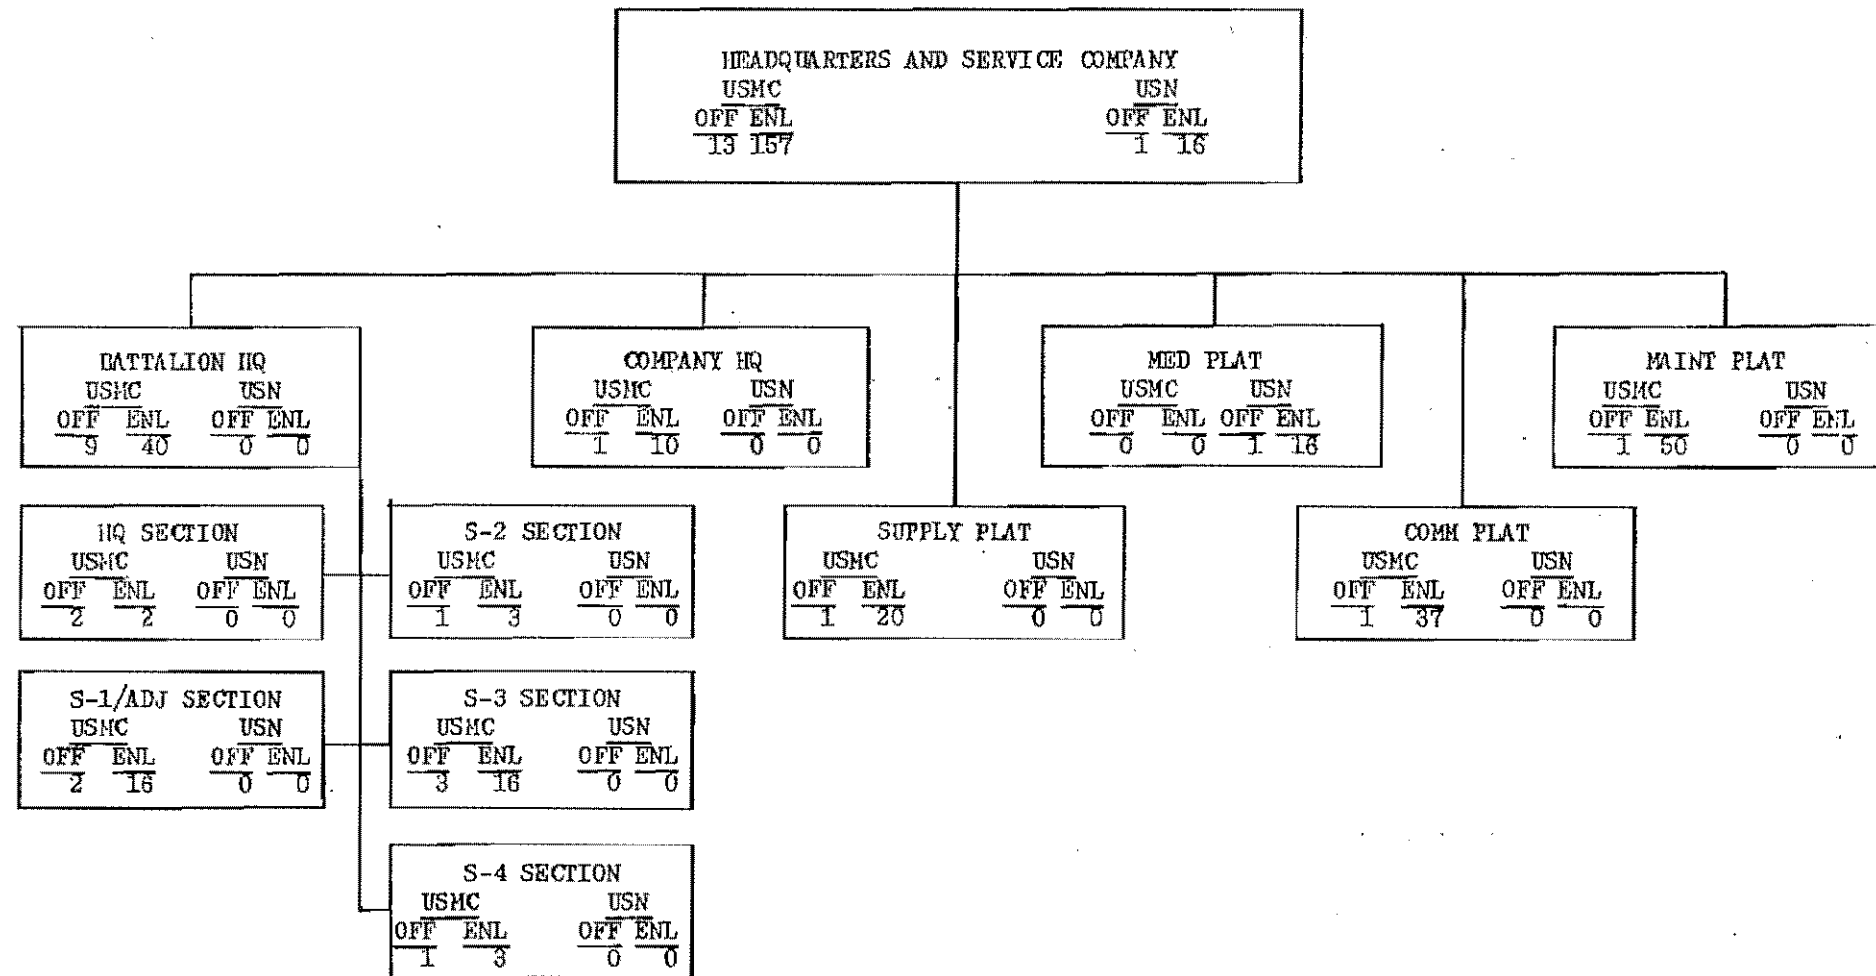 HEADQUARTERS AND SERVICE COMPANY
USMC USN
OFF ENL OFF ENL
13 157 1 16
BATTALION HQ
USMC USN
OFF ENL OFF ENL
9 40 0 0
COMPANY HQ
USMC USN
OFF ENL OFF ENL
1 10 0 0
MED PLAT
USMC USN
OFF ENL OFF ENL
0 0 1 16
MAINT PLAT
USMC USN
OFF ENL OFF ENL
1 50 0 0
HQ SECTION
USMC USN
OFF ENL OFF ENL
2 2 0 0
S-2 SECTION
USMC USN
OFF ENL OFF ENL
1 3 0 0
SUPPLY PLAT
USMC USN
OFF ENL OFF ENL
1 20 0 0
COMM PLAT
USMC USN
OFF ENL OFF ENL
1 37 0 0
S-1/ADJ SECTION
USMC USN
OFF ENL OFF ENL
2 16 0 0
S-3 SECTION
USMC USN
OFF ENL OFF ENL
3 16 0 0
S-4 SECTION
USMC USN
OFF ENL OFF ENL
1 3 0 0